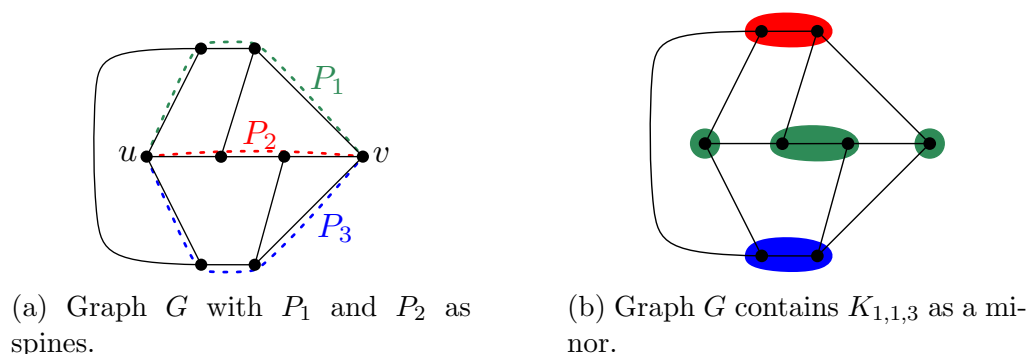 P₁
P₂
u
v
P₃
(a) Graph G with P₁ and P₂ as
spines.
(b) Graph G contains K₁,₁,₃ as a mi-
nor.